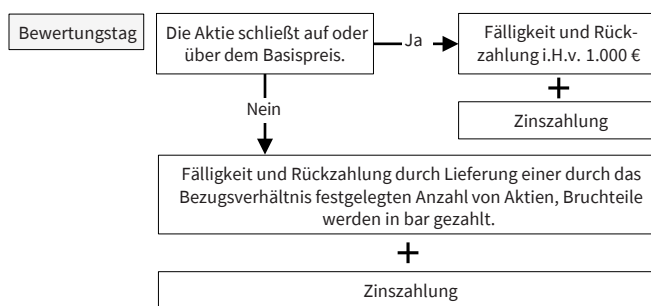 Bewertungstag
Die Aktie schließt auf oder
über dem Basispreis.
Ja
Fälligkeit und Rück-
zahlung i.H.v. 1.000 €
+
Zinszahlung
Nein
Fälligkeit und Rückzahlung durch Lieferung einer durch das
Bezugsverhältnis festgelegten Anzahl von Aktien, Bruchteile
werden in bar gezahlt.
+
Zinszahlung